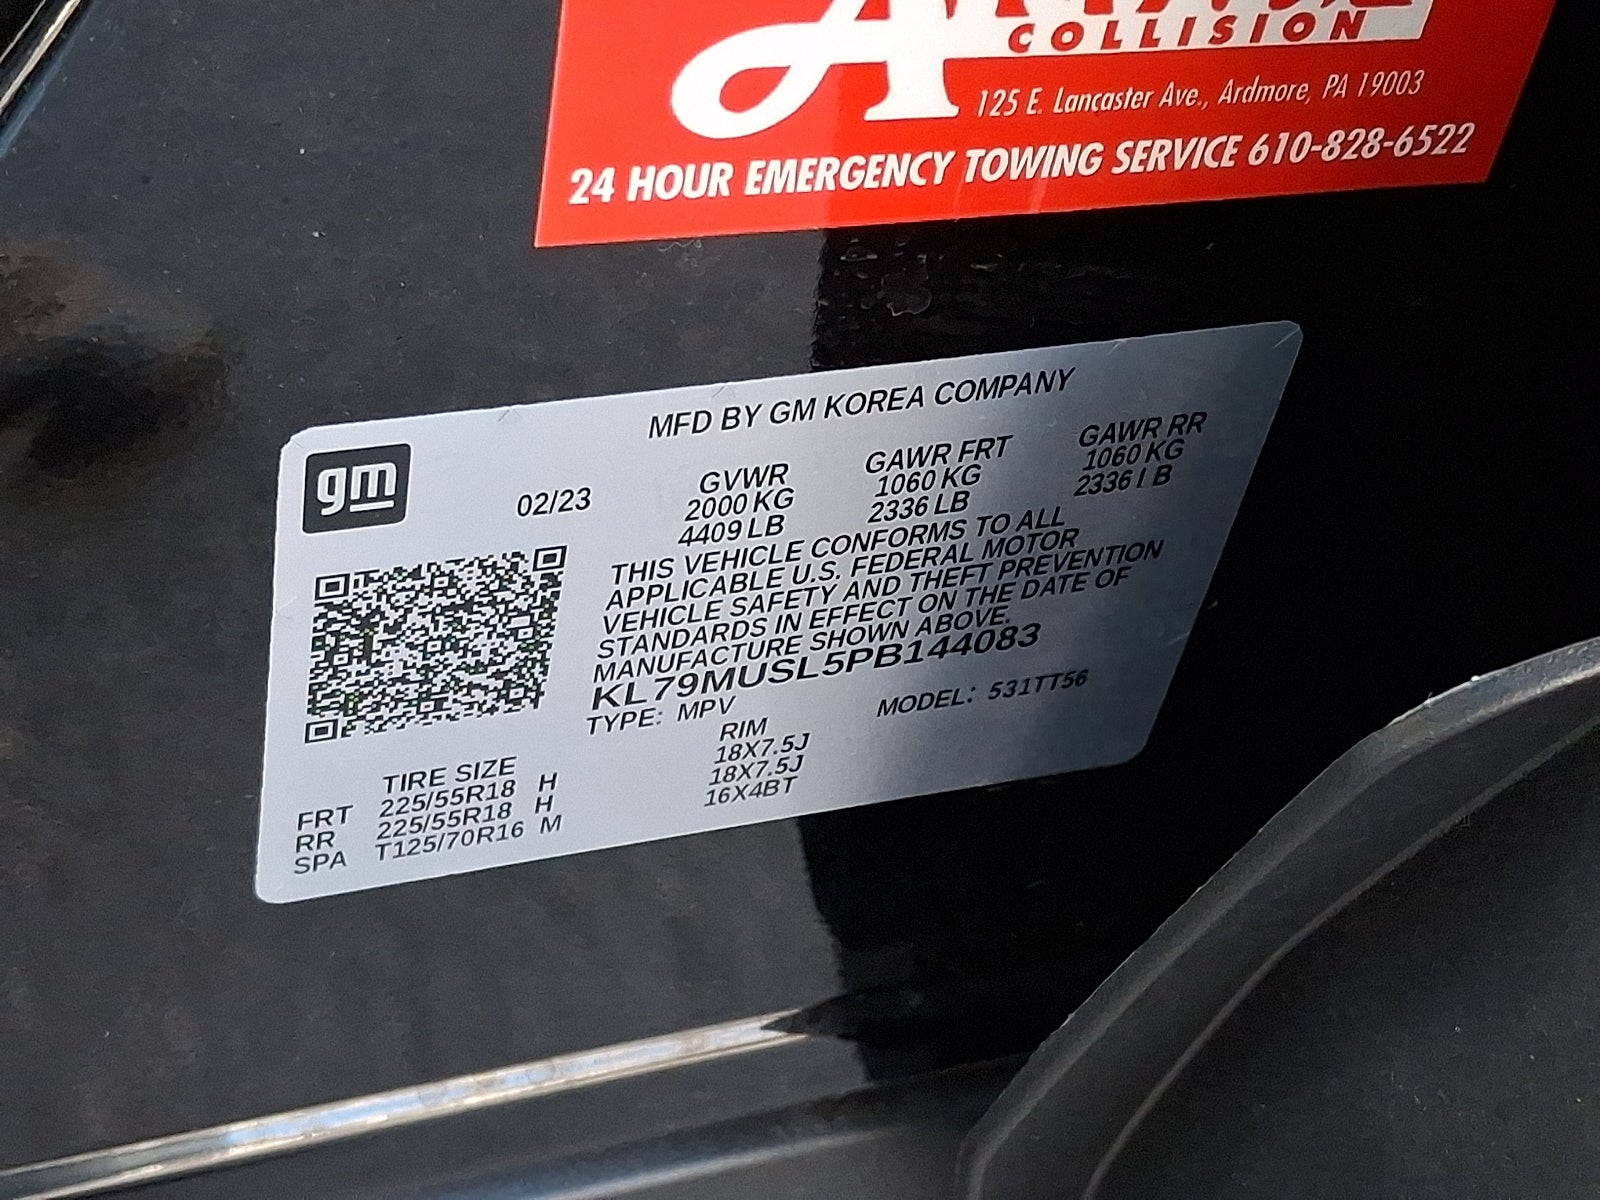 COLLISION
125 E. Lancaster Ave., Ardmore, PA 19003
24 HOUR EMERGENCY TOWING SERVICE 610-828-6522
MFD BY GM KOREA COMPANY
gm
02/23
GVWR GAWR FRT GAWR RR
2000 KG 1060 KG 1060 KG
4409 LB 2336 LB 2336 LB
THIS VEHICLE CONFORMS TO ALL
APPLICABLE U.S. FEDERAL MOTOR
VEHICLE SAFETY AND THEFT PREVENTION
STANDARDS IN EFFECT ON THE DATE OF
MANUFACTURE SHOWN ABOVE.
KL79MUSL5PB144083
TYPE: MPV MODEL: 531TT56
TIRE SIZE RIM
FRT 225/55R18 H 18X7.5J
RR 225/55R18 H 18X7.5J
SPA T125/70R16 M 16X4BT